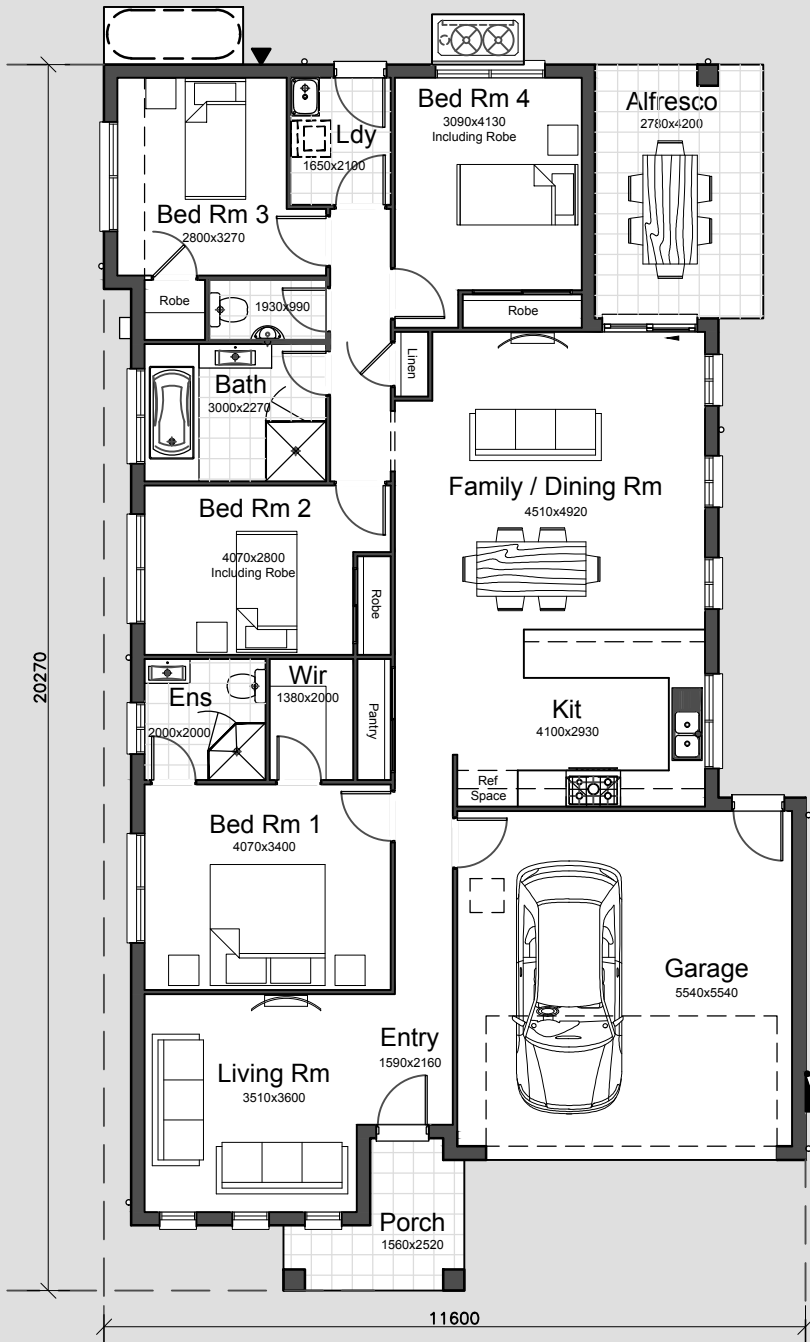 Bed Rm 4
3090x4130
Including Robe
Alfresco
2780x4200
Ldy
1650x2100
Bed Rm 3
2800x3270
Robe
1930x990
Robe
Linen
Bath
3000x2270
Family / Dining Rm
4510x4920
Bed Rm 2
4070x2800
Including Robe
Robe
Ens
2000x2000
Wir
1380x2000
Pantry
Kit
4100x2930
Ref
Space
20270
Bed Rm 1
4070x3400
Garage
5540x5540
Entry
1590x2160
Living Rm
3510x3600
Porch
1560x2520
11600